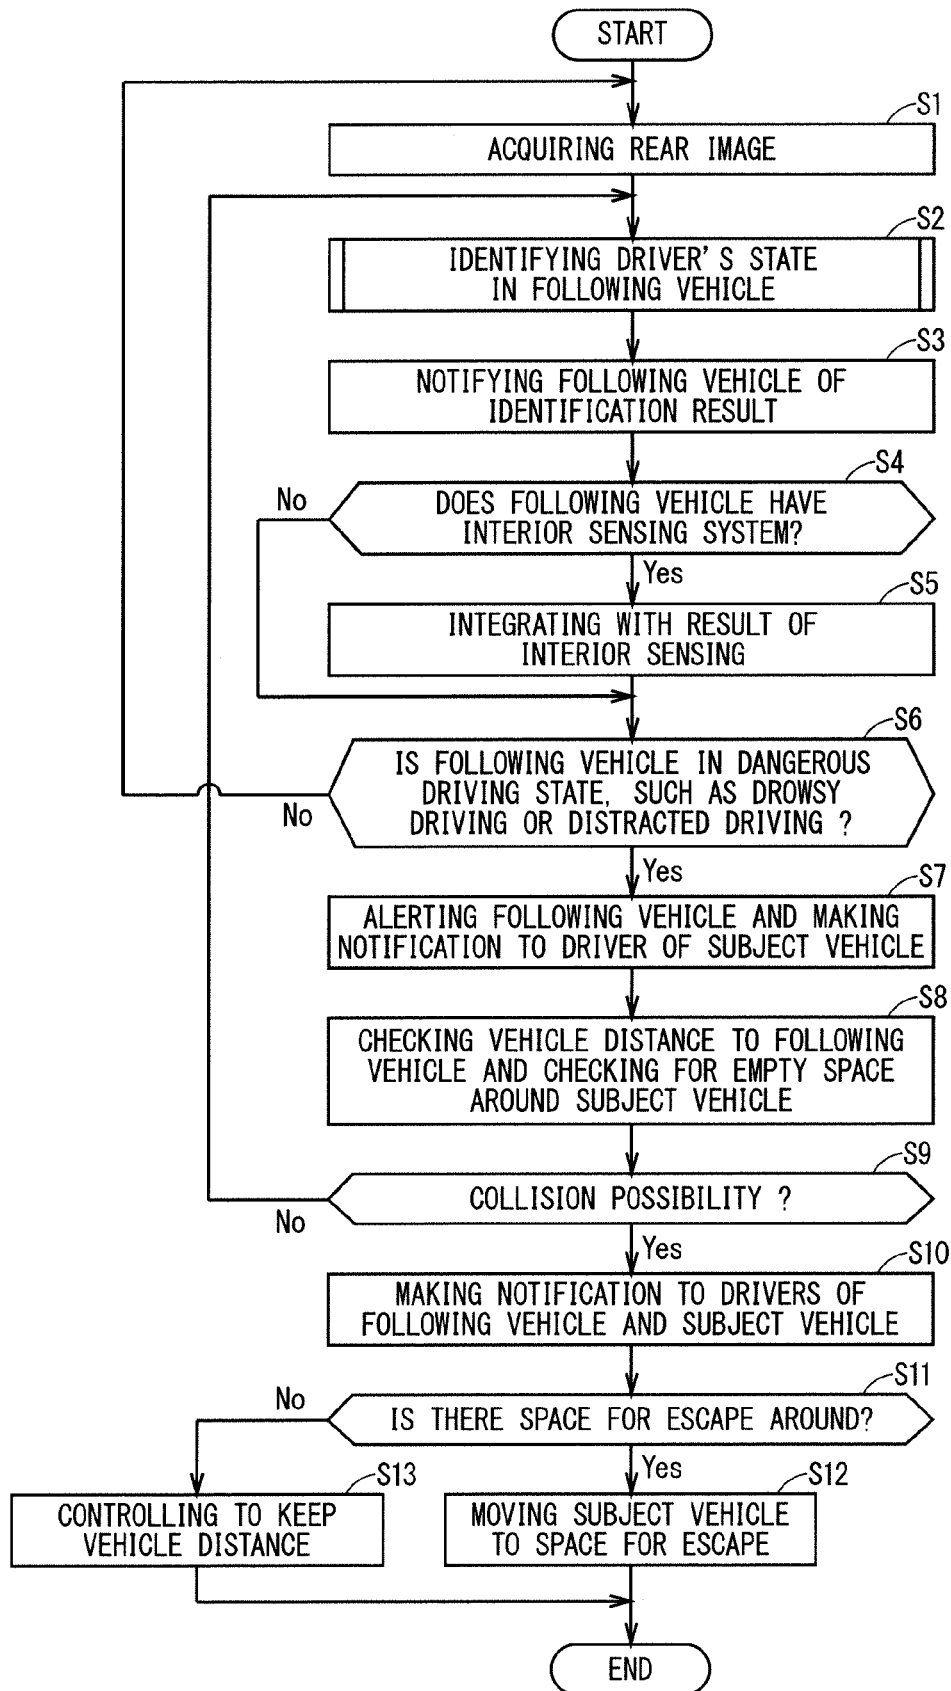 START
S1
ACQUIRING REAR IMAGE
S2
IDENTIFYING DRIVER'S STATE
IN FOLLOWING VEHICLE
S3
NOTIFYING FOLLOWING VEHICLE OF
IDENTIFICATION RESULT
S4
No
DOES FOLLOWING VEHICLE HAVE
INTERIOR SENSING SYSTEM?
Yes
S5
INTEGRATING WITH RESULT OF
INTERIOR SENSING
S6
IS FOLLOWING VEHICLE IN DANGEROUS
DRIVING STATE, SUCH AS DROWSY
DRIVING OR DISTRACTED DRIVING ?
No
Yes
S7
ALERTING FOLLOWING VEHICLE AND MAKING
NOTIFICATION TO DRIVER OF SUBJECT VEHICLE
S8
CHECKING VEHICLE DISTANCE TO FOLLOWING
VEHICLE AND CHECKING FOR EMPTY SPACE
AROUND SUBJECT VEHICLE
S9
COLLISION POSSIBILITY ?
No
Yes
S10
MAKING NOTIFICATION TO DRIVERS OF
FOLLOWING VEHICLE AND SUBJECT VEHICLE
S11
No
IS THERE SPACE FOR ESCAPE AROUND?
Yes
S13
CONTROLLING TO KEEP
VEHICLE DISTANCE
S12
MOVING SUBJECT VEHICLE
TO SPACE FOR ESCAPE
END